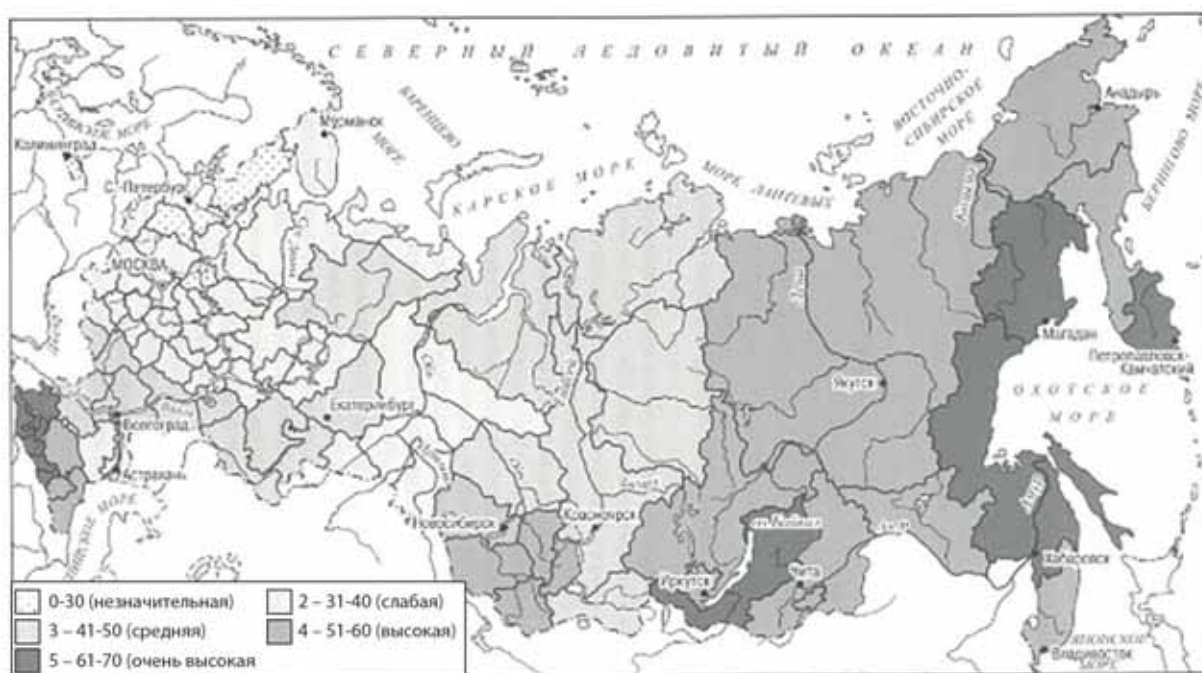 СЕВЕРНЫЙ ЛЕДОВИТЫЙ ОКЕАН
Анадырь
БЕРИНГОВО МОРЕ
ВОСТОЧНО-
СИБИРСКОЕ
МОРЕ
БАРЕНЦЕВО
МОРЕ
Мурманск
Калининград
С.-Петербург
КАРСКОЕ МОРЕ
МОРЕ ЛАПТЕВЫХ
МОСКВА
Магадан
Петропавловск-
Камчатский
ОХОТСКОЕ
МОРЕ
Якутск
Екатеринбург
Волгоград
Астрахань
Новосибирск
Красноярск
Иркутск
Чита
Амур
Хабаровск
ЯПОНСКОЕ
МОРЕ
Владивосток
0-30 (незначительная)
2 – 31-40 (слабая)
3 – 41-50 (средняя)
4 – 51-60 (высокая)
5 – 61-70 (очень высокая